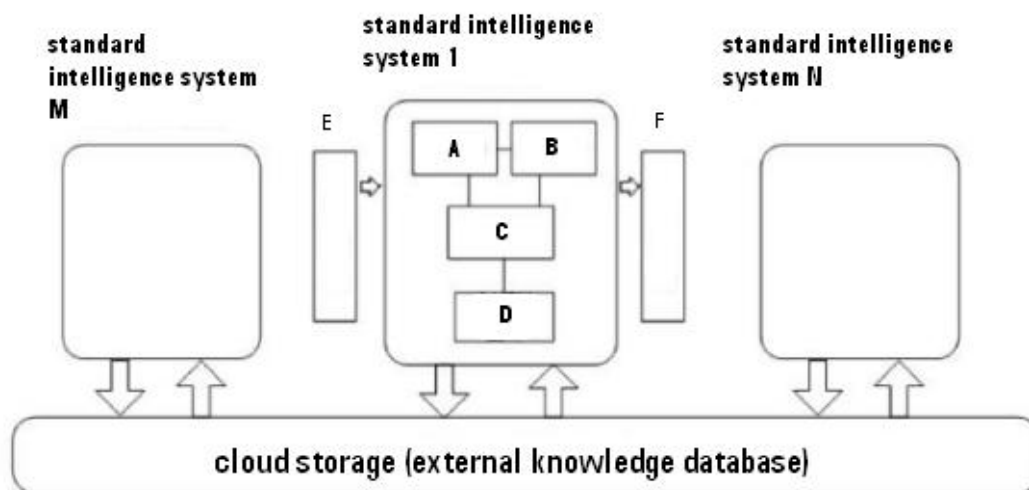 standard
intelligence system
M
standard intelligence
system 1
standard intelligence
system N
E
F
A
B
C
D
cloud storage (external knowledge database)